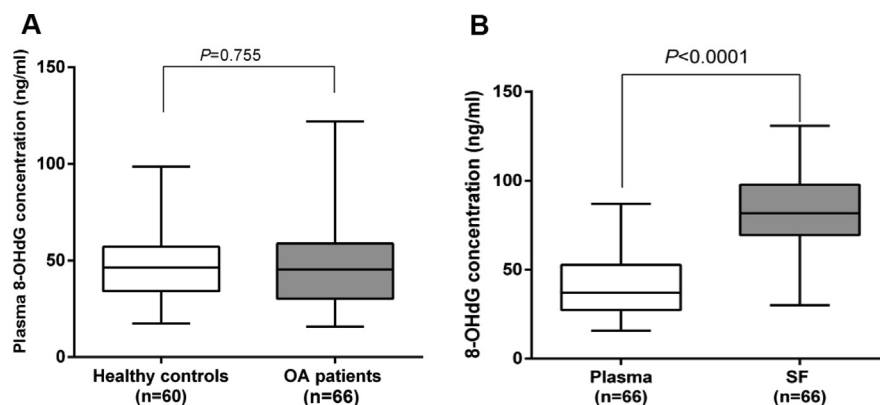 A
Plasma 8-OHdG concentration (ng/ml)
P=0.755
150
100
50
0
Healthy controls
(n=60)
OA patients
(n=66)
B
8-OHdG concentration (ng/ml)
P<0.0001
150
100
50
0
Plasma
(n=66)
SF
(n=66)